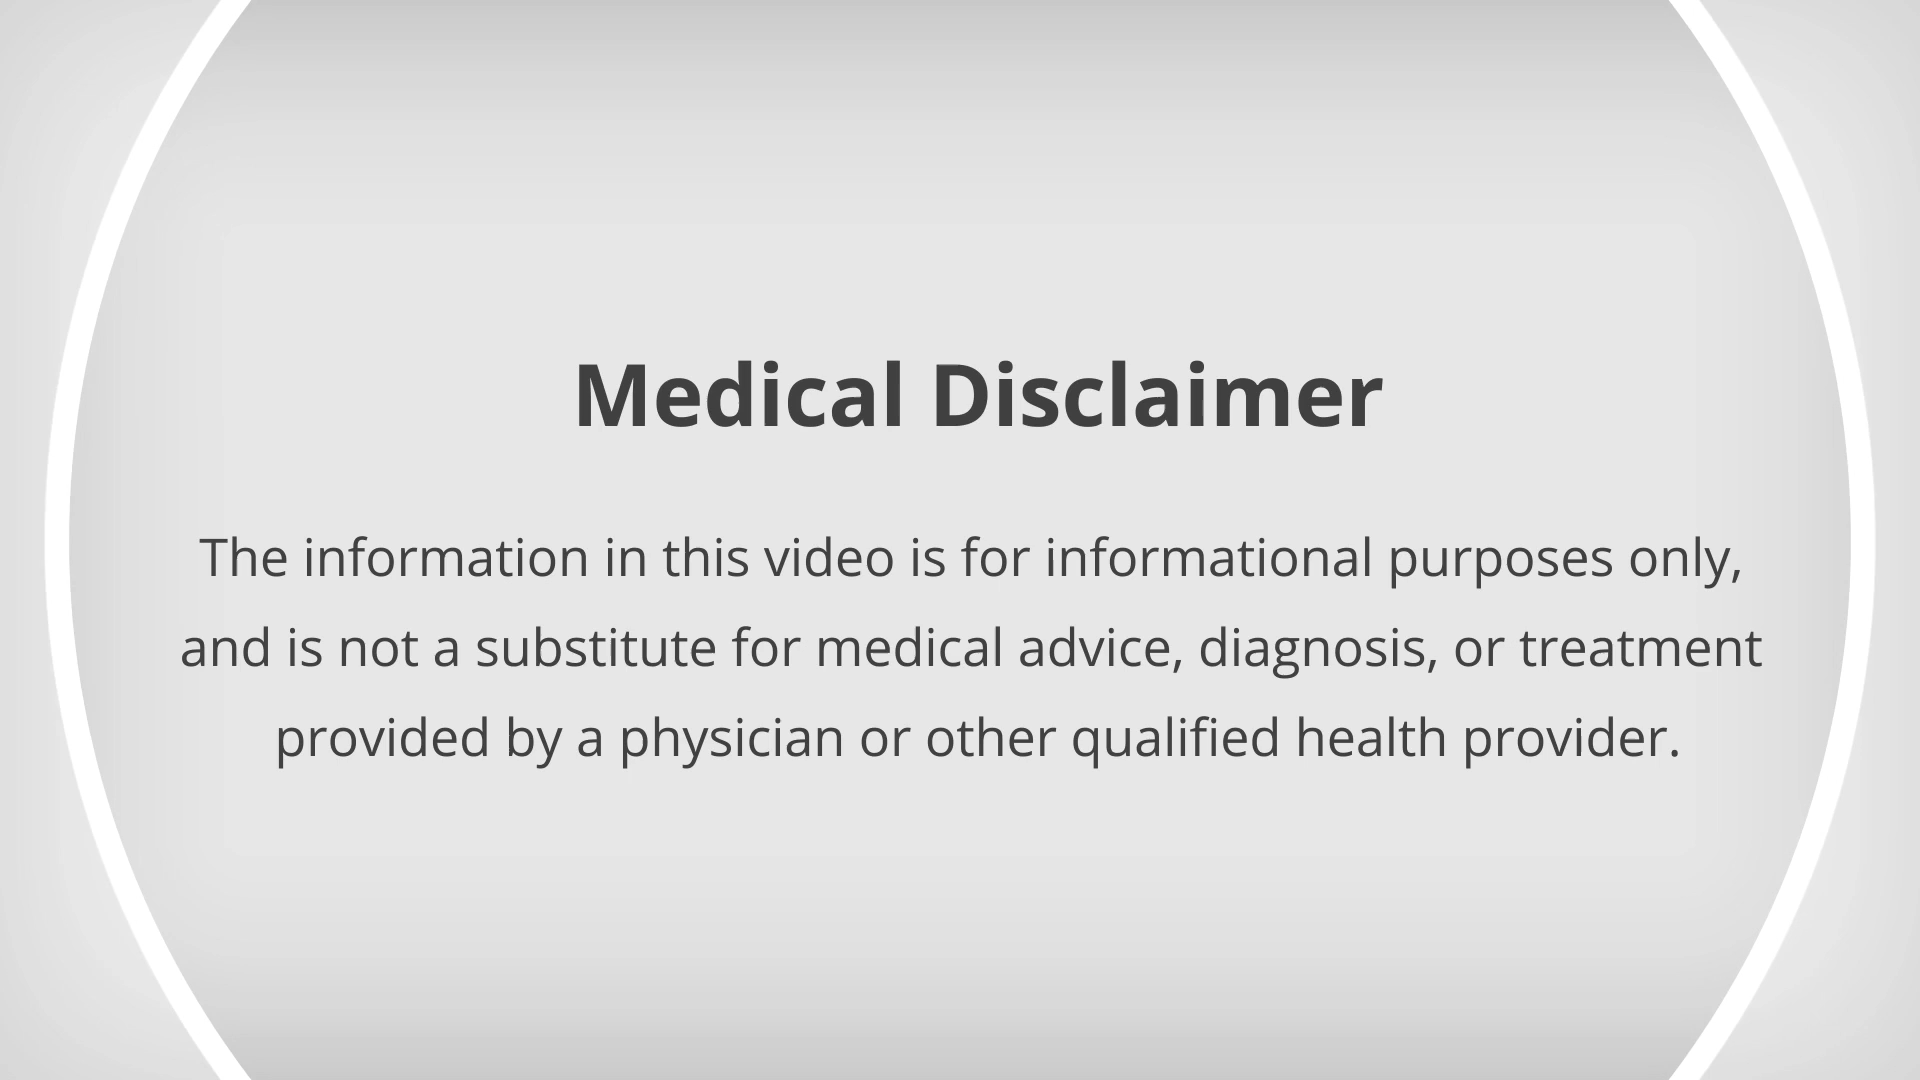 Medical Disclaimer
The information in this video is for informational purposes only,
and is not a substitute for medical advice, diagnosis, or treatment
provided by a physician or other qualified health provider.